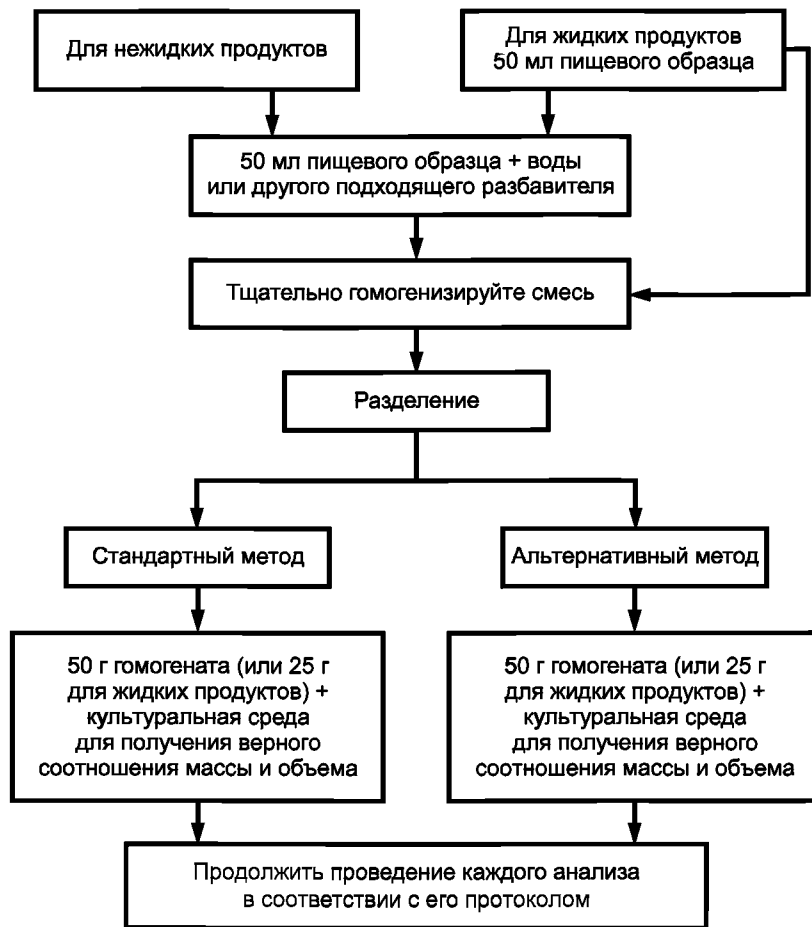 Для нежидких продуктов
Для жидких продуктов
50 мл пищевого образца
50 мл пищевого образца + воды
или другого подходящего разбавителя
Тщательно гомогенизируйте смесь
Разделение
Стандартный метод
Альтернативный метод
50 г гомогената (или 25 г
для жидких продуктов) +
культуральная среда
для получения верного
соотношения массы и объема
50 г гомогената (или 25 г
для жидких продуктов) +
культуральная среда
для получения верного
соотношения массы и объема
Продолжить проведение каждого анализа
в соответствии с его протоколом